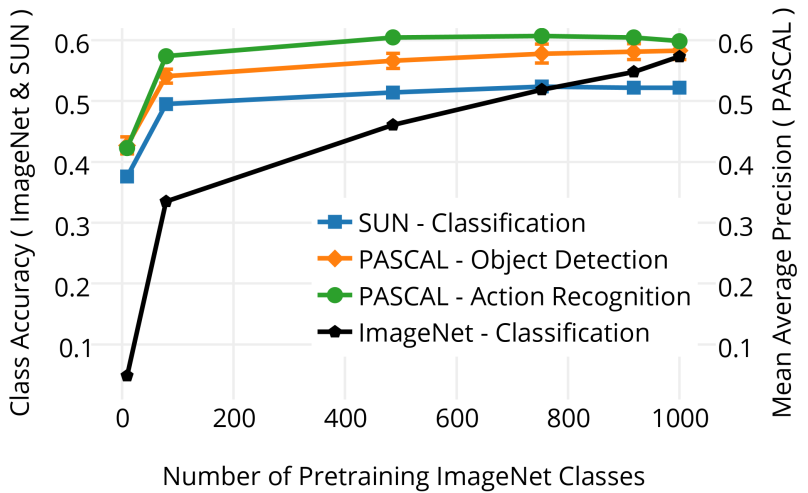 0.6
0.5
0.4
0.3
0.2
0.1
Class Accuracy ( ImageNet & SUN )
0.6
0.5
0.4
0.3
0.2
0.1
Mean Average Precision ( PASCAL )
SUN - Classification
PASCAL - Object Detection
PASCAL - Action Recognition
ImageNet - Classification
0 200 400 600 800 1000
Number of Pretraining ImageNet Classes